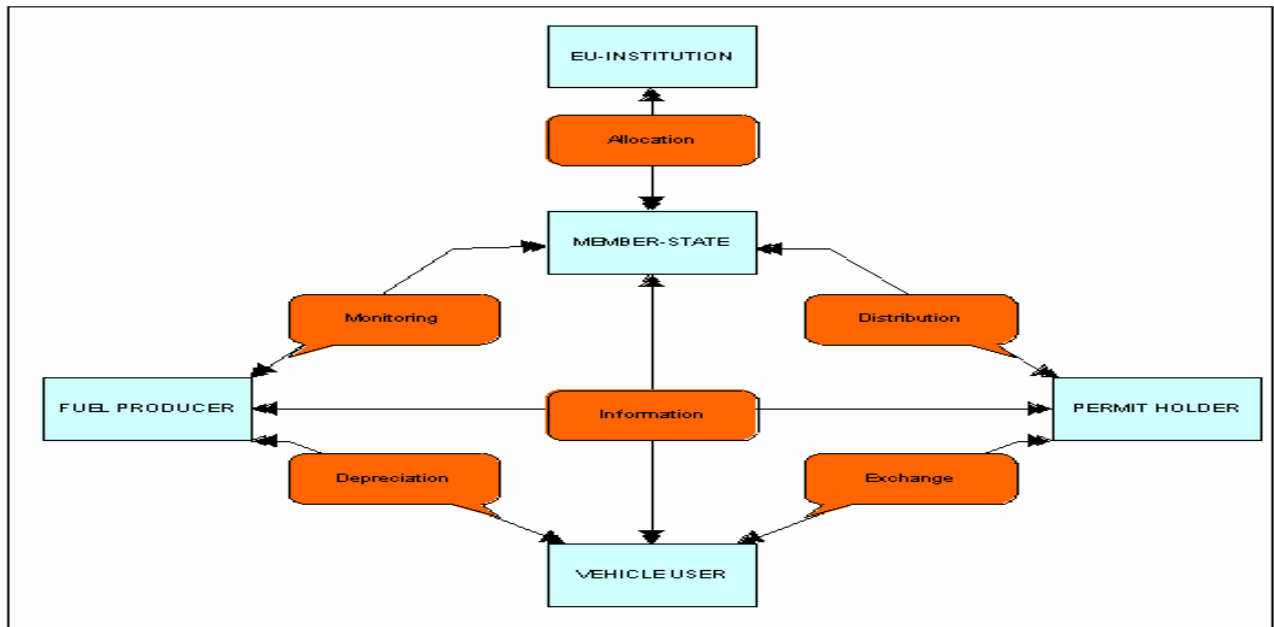 EU-INSTITUTION
Allocation
MEMBER-STATE
Monitoring
Distribution
FUEL PRODUCER
Information
PERMIT HOLDER
Depreciation
Exchange
VEHICLE USER